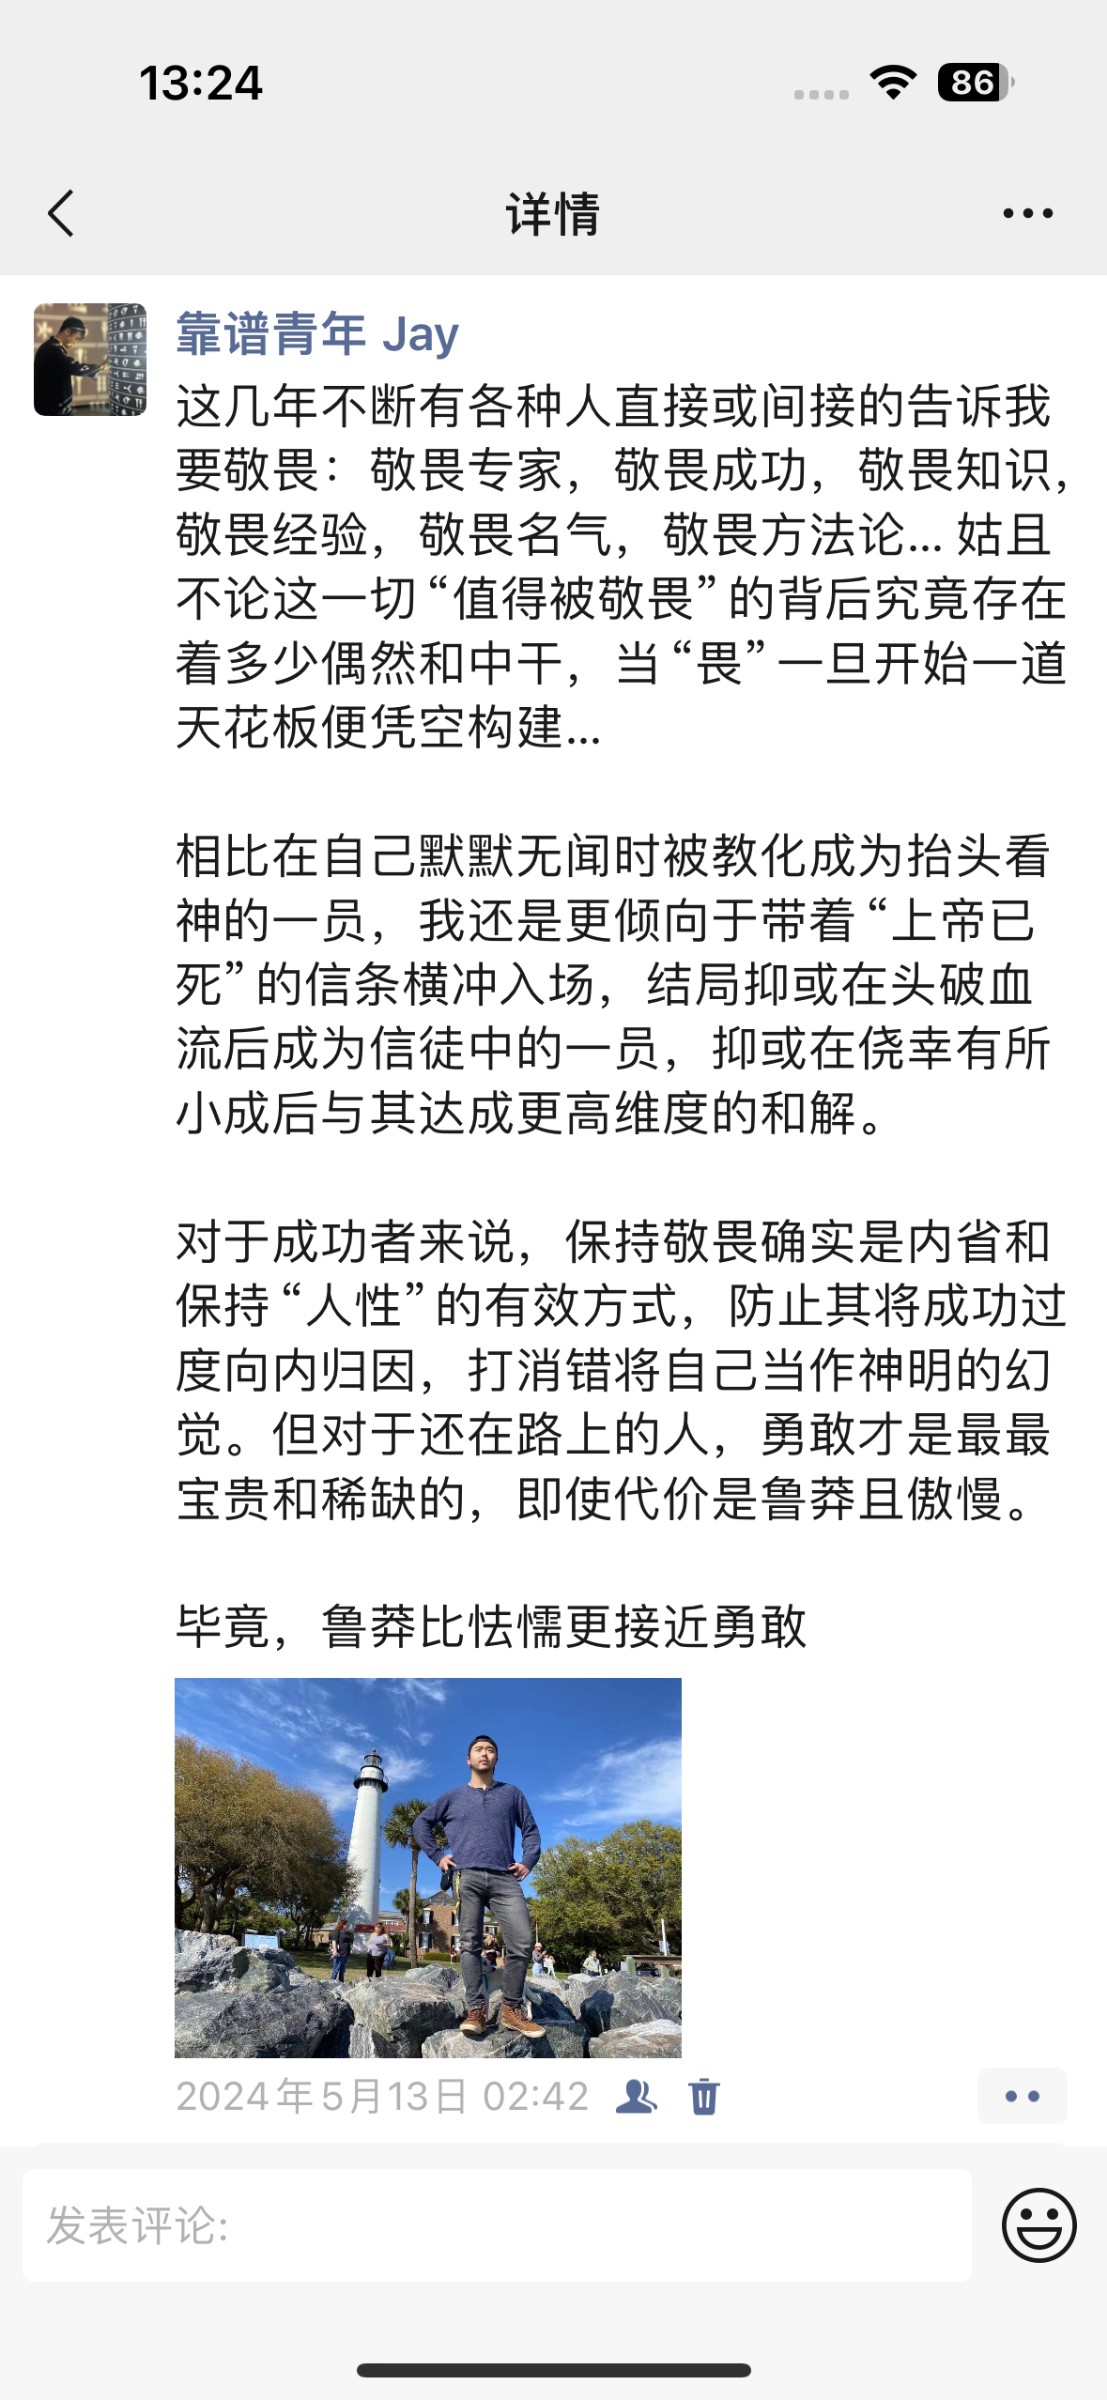 13:24
86
详情
靠谱青年 Jay
这几年不断有各种人直接或间接的告诉我
要敬畏：敬畏专家，敬畏成功，敬畏知识，
敬畏经验，敬畏名气，敬畏方法论... 姑且
不论这一切“值得被敬畏”的背后究竟存在
着多少偶然和中干，当“畏”一旦开始一道
天花板便凭空构建...
相比在自己默默无闻时被教化成为抬头看
神的一员，我还是更倾向于带着“上帝已
死”的信条横冲入场，结局抑或在头破血
流后成为信徒中的一员，抑或在侥幸有所
小成后与其达成更高维度的和解。
对于成功者来说，保持敬畏确实是内省和
保持“人性”的有效方式，防止其将成功过
度向内归因，打消错将自己当作神明的幻
觉。但对于还在路上的人，勇敢才是最最
宝贵和稀缺的，即使代价是鲁莽且傲慢。
毕竟，鲁莽比怯懦更接近勇敢
2024年5月13日 02:42
发表评论: